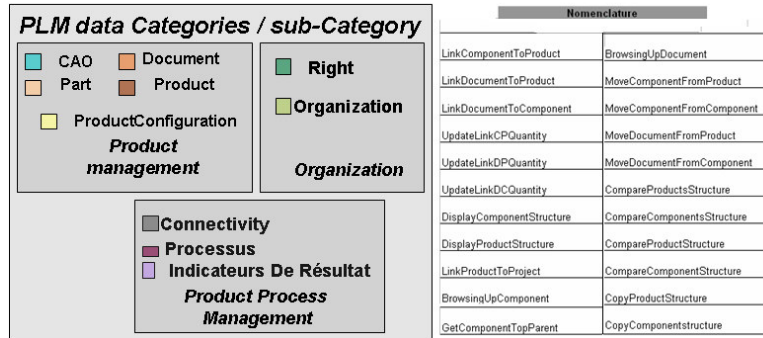 PLM data Categories / sub-Category
CAO
Document
Part
Product
ProductConfiguration
Product
management
Right
Organization
Organization
Connectivity
Processus
Indicateurs De Résultat
Product Process
Management
Nomenclature
LinkComponentToProduct
BrowsingUpDocument
LinkDocumentToProduct
MoveComponentFromProduct
LinkDocumentToComponent
MoveComponentFromComponent
UpdateLinkCPQuantity
MoveDocumentFromProduct
UpdateLinkDPQuantity
MoveDocumentFromComponent
UpdateLinkDCQuantity
CompareProductsStructure
DisplayComponentStructure
CompareComponentsStructure
DisplayProductStructure
CompareProductStructure
LinkProductToProject
CompareComponentStructure
BrowsingUpComponent
CopyProductStructure
GetComponentTopParent
CopyComponentstructure